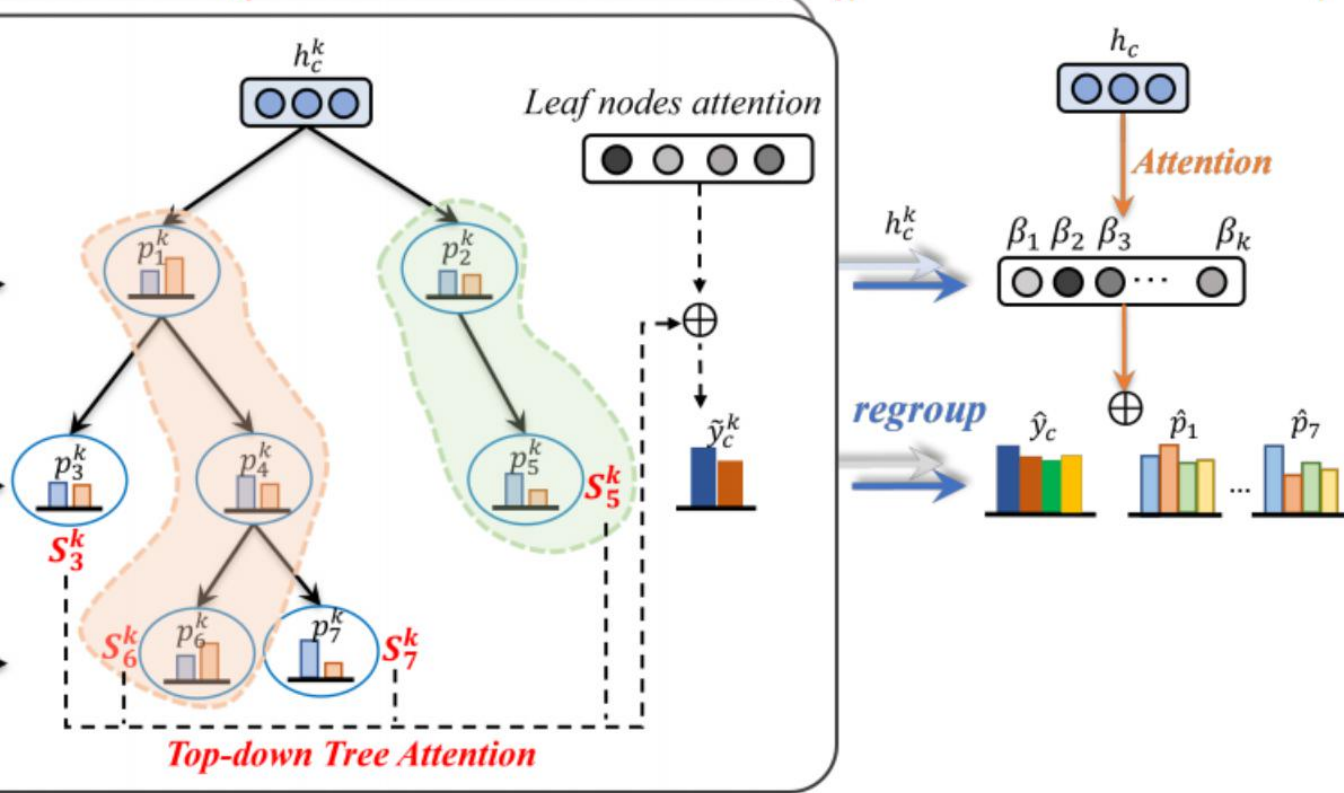 h_c^k
Leaf nodes attention
p_1^k
p_2^k
p_3^k
S_3^k
p_4^k
p_5^k
S_5^k
S_6^k
p_6^k
p_7^k
S_7^k
⊕
ỹ_c^k
Top-down Tree Attention
h_c^k
regroup
h_c
Attention
β_1 β_2 β_3 β_k
...
⊕
ŷ_c p̂_1 ... p̂_7